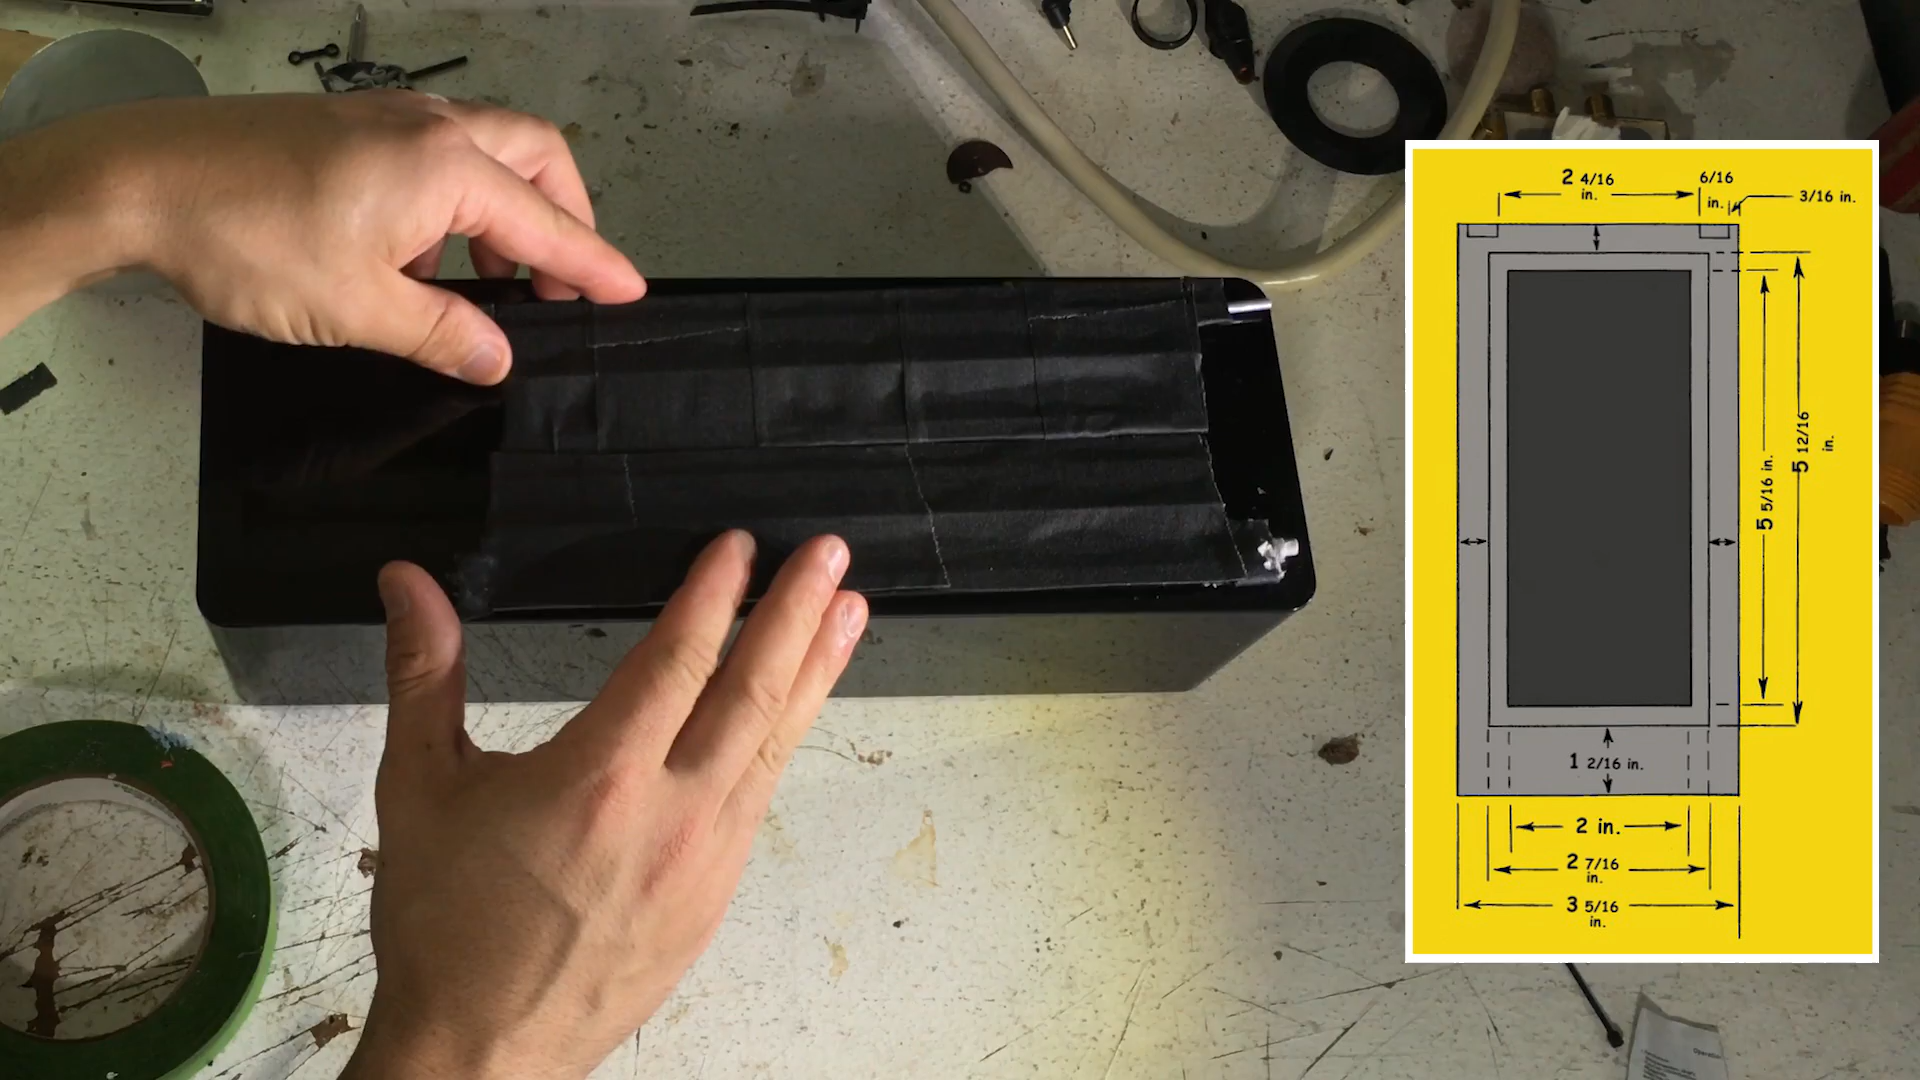 2 4/16
in.
6/16
in.
3/16 in.
5 5/16 in.
5 12/16
in.
1 2/16 in.
2 in.
2 7/16
in.
3 5/16
in.